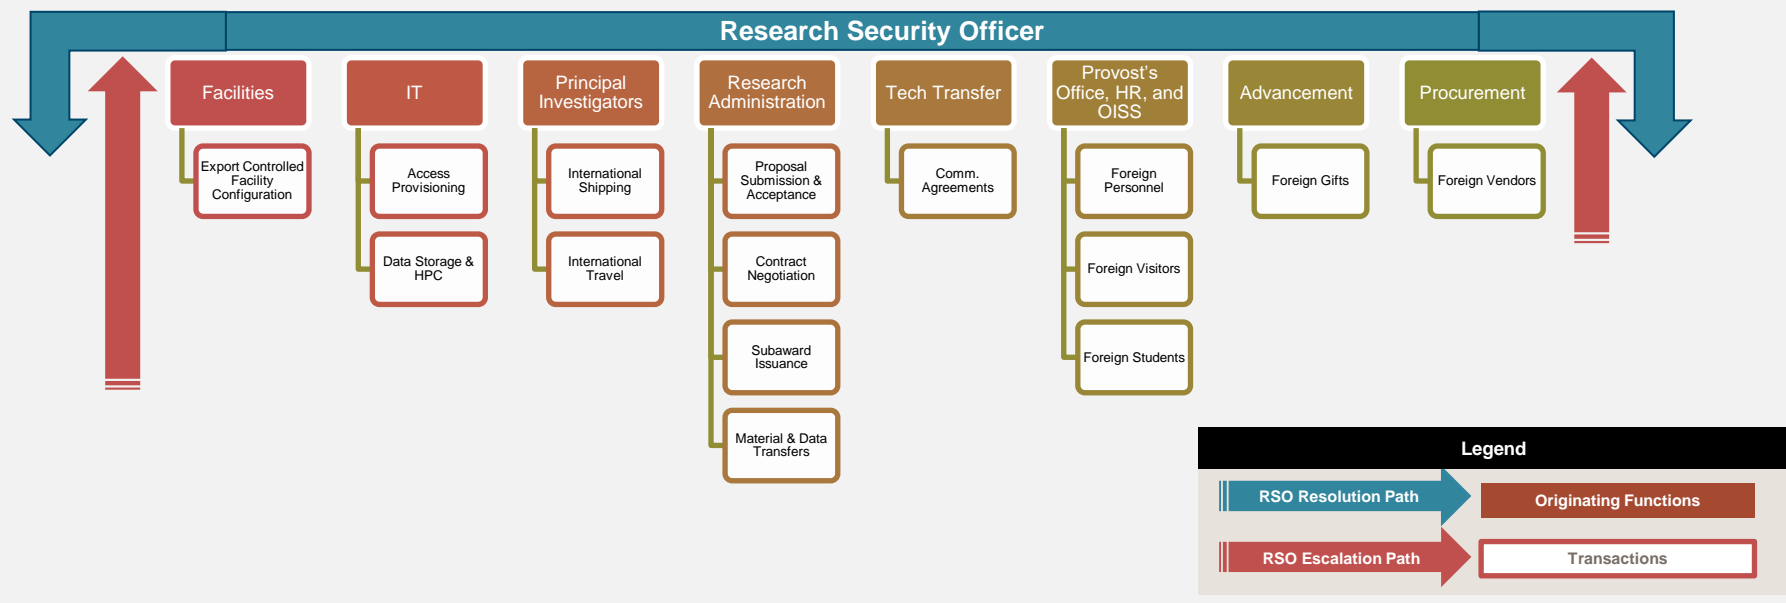 Research Security Officer
Facilities
Export Controlled
Facility
Configuration
IT
Access
Provisioning
Data Storage &
HPC
Principal
Investigators
International
Shipping
International
Travel
Research
Administration
Proposal
Submission &
Acceptance
Contract
Negotiation
Subaward
Issuance
Material & Data
Transfers
Tech Transfer
Comm.
Agreements
Provost's
Office, HR, and
OISS
Foreign
Personnel
Foreign Visitors
Foreign Students
Advancement
Foreign Gifts
Procurement
Foreign Vendors
Legend
RSO Resolution Path
Originating Functions
RSO Escalation Path
Transactions